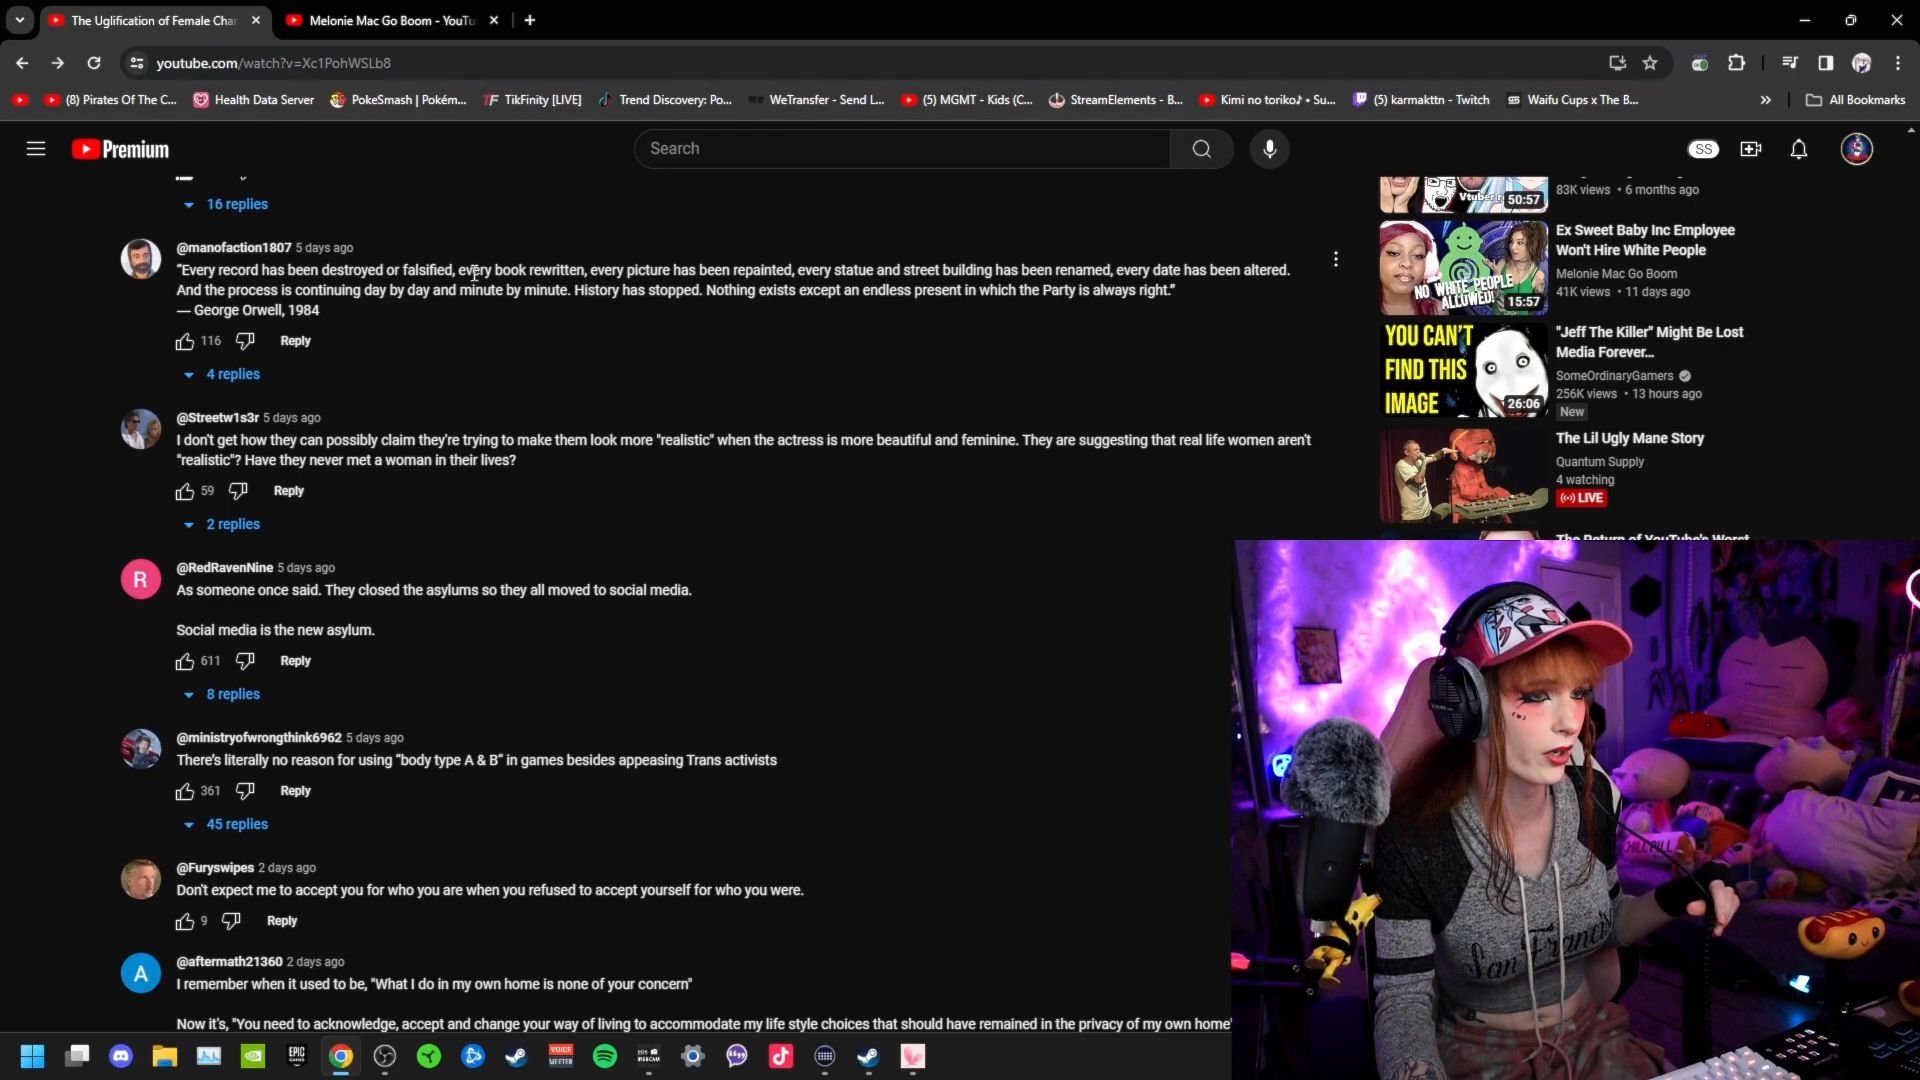 The Uglification of Female Char
Melonie Mac Go Boom - YouTu
youtube.com/watch?v=Xc1PohWSLb8
(8) Pirates Of The C...
Health Data Server
PokeSmash | Pokém...
TikFinity [LIVE]
Trend Discovery: Po...
WeTransfer - Send L...
(5) MGMT - Kids (C...
StreamElements - B...
Kimi no toriko♪ • Su...
(5) karmakttn - Twitch
Waifu Cups x The B...
All Bookmarks
Premium
Search
SS
16 replies
@manofaction1807 5 days ago
“Every record has been destroyed or falsified, every book rewritten, every picture has been repainted, every statue and street building has been renamed, every date has been altered.
And the process is continuing day by day and minute by minute. History has stopped. Nothing exists except an endless present in which the Party is always right.”
— George Orwell, 1984
116 Reply
4 replies
@Streetw1s3r 5 days ago
I don't get how they can possibly claim they're trying to make them look more "realistic" when the actress is more beautiful and feminine. They are suggesting that real life women aren't
"realistic"? Have they never met a woman in their lives?
59 Reply
2 replies
@RedRavenNine 5 days ago
As someone once said. They closed the asylums so they all moved to social media.
Social media is the new asylum.
611 Reply
8 replies
@ministryofwrongthink6962 5 days ago
There’s literally no reason for using “body type A & B” in games besides appeasing Trans activists
361 Reply
45 replies
@Furyswipes 2 days ago
Don't expect me to accept you for who you are when you refused to accept yourself for who you were.
9 Reply
@aftermath21360 2 days ago
I remember when it used to be, "What I do in my own home is none of your concern"
Now it's, "You need to acknowledge, accept and change your way of living to accommodate my life style choices that should have remained in the privacy of my own home"
R
A
Vtuber
50:57
83K views • 6 months ago
NO WHITE PEOPLE
ALLOWED!
15:57
Ex Sweet Baby Inc Employee
Won't Hire White People
Melonie Mac Go Boom
41K views • 11 days ago
YOU CAN'T
FIND THIS
IMAGE
26:06
"Jeff The Killer" Might Be Lost
Media Forever...
SomeOrdinaryGamers
256K views • 13 hours ago
New
The Lil Ugly Mane Story
Quantum Supply
4 watching
LIVE
The Return of YouTube's Worst
San Francisco
CHILL PILL
EPIC
GAMES
VOICE
MEETER
EOS
WEBCAM